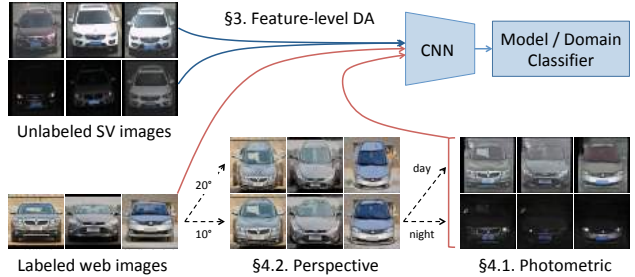 §3. Feature-level DA
CNN
Model / Domain
Classifier
Unlabeled SV images
20°
10°
day
night
Labeled web images
§4.2. Perspective
§4.1. Photometric